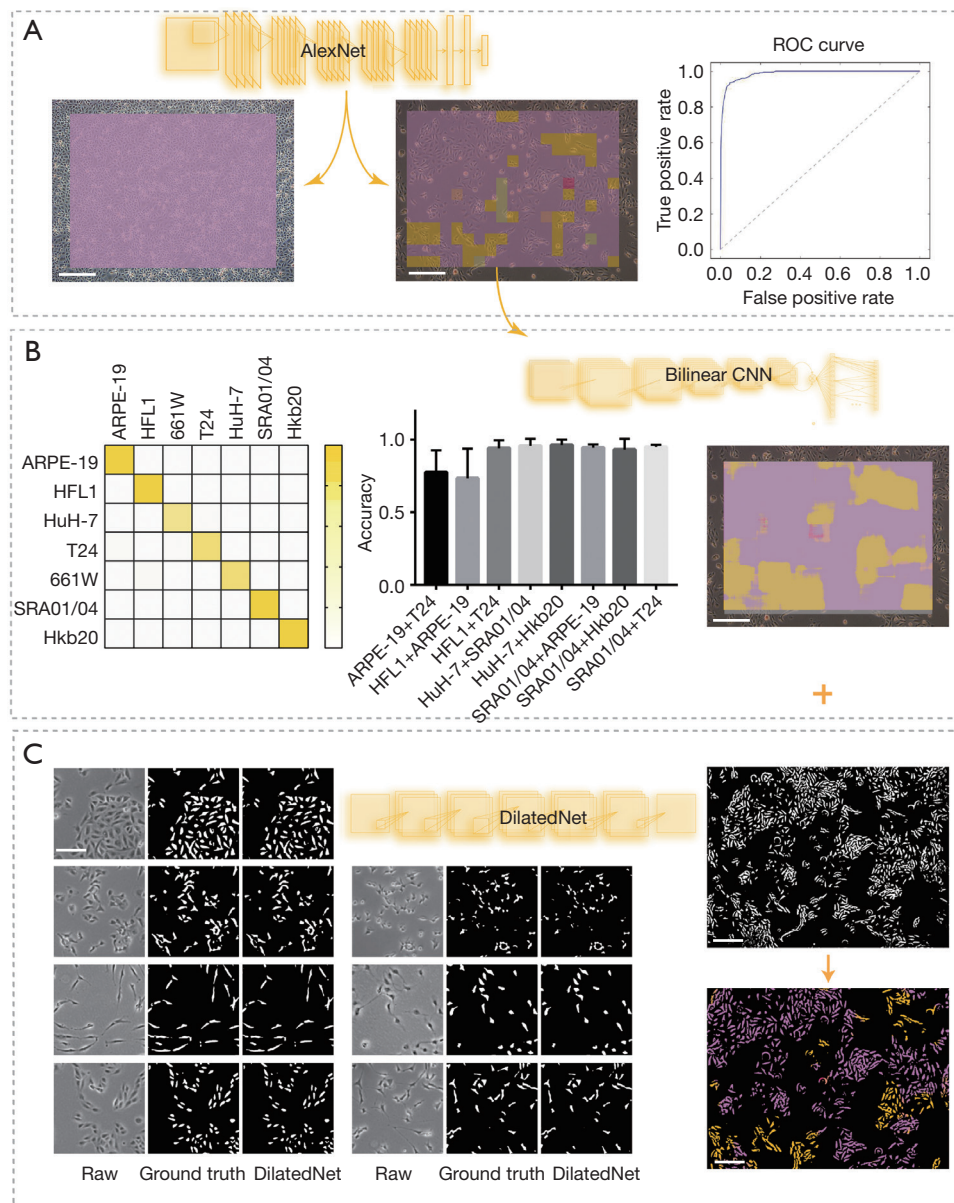 A
AlexNet
ROC curve
True positive rate
1.0
0.8
0.6
0.4
0.2
0.0
0.0 0.2 0.4 0.6 0.8 1.0
False positive rate
B
ARPE-19
HFL1
661W
T24
HuH-7
SRA01/04
Hkb20
ARPE-19
HFL1
HuH-7
T24
661W
SRA01/04
Hkb20
Accuracy
1.0
0.5
0.0
ARPE-19+T24
HFL1+ARPE-19
HFL1+T24
HuH-7+SRA01/04
HuH-7+Hkb20
SRA01/04+ARPE-19
SRA01/04+Hkb20
SRA01/04+T24
Bilinear CNN
+
C
DilatedNet
Raw Ground truth DilatedNet
Raw Ground truth DilatedNet